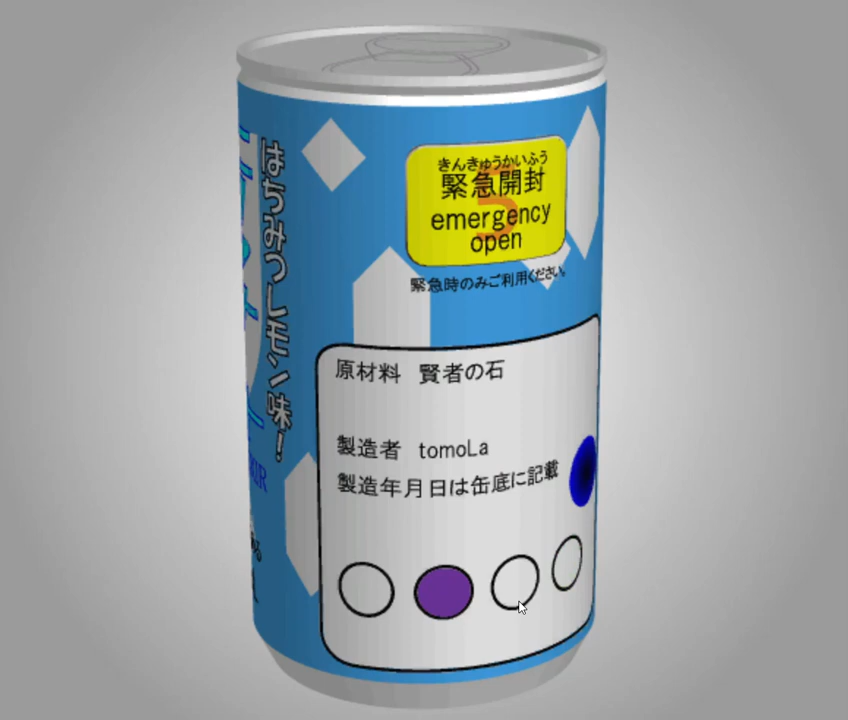 はちみつレモン味！
きんきゅうかいふう
緊急開封
5
emergency
open
緊急時のみご利用ください。
原材料 賢者の石
製造者 tomoLa
製造年月日は缶底に記載